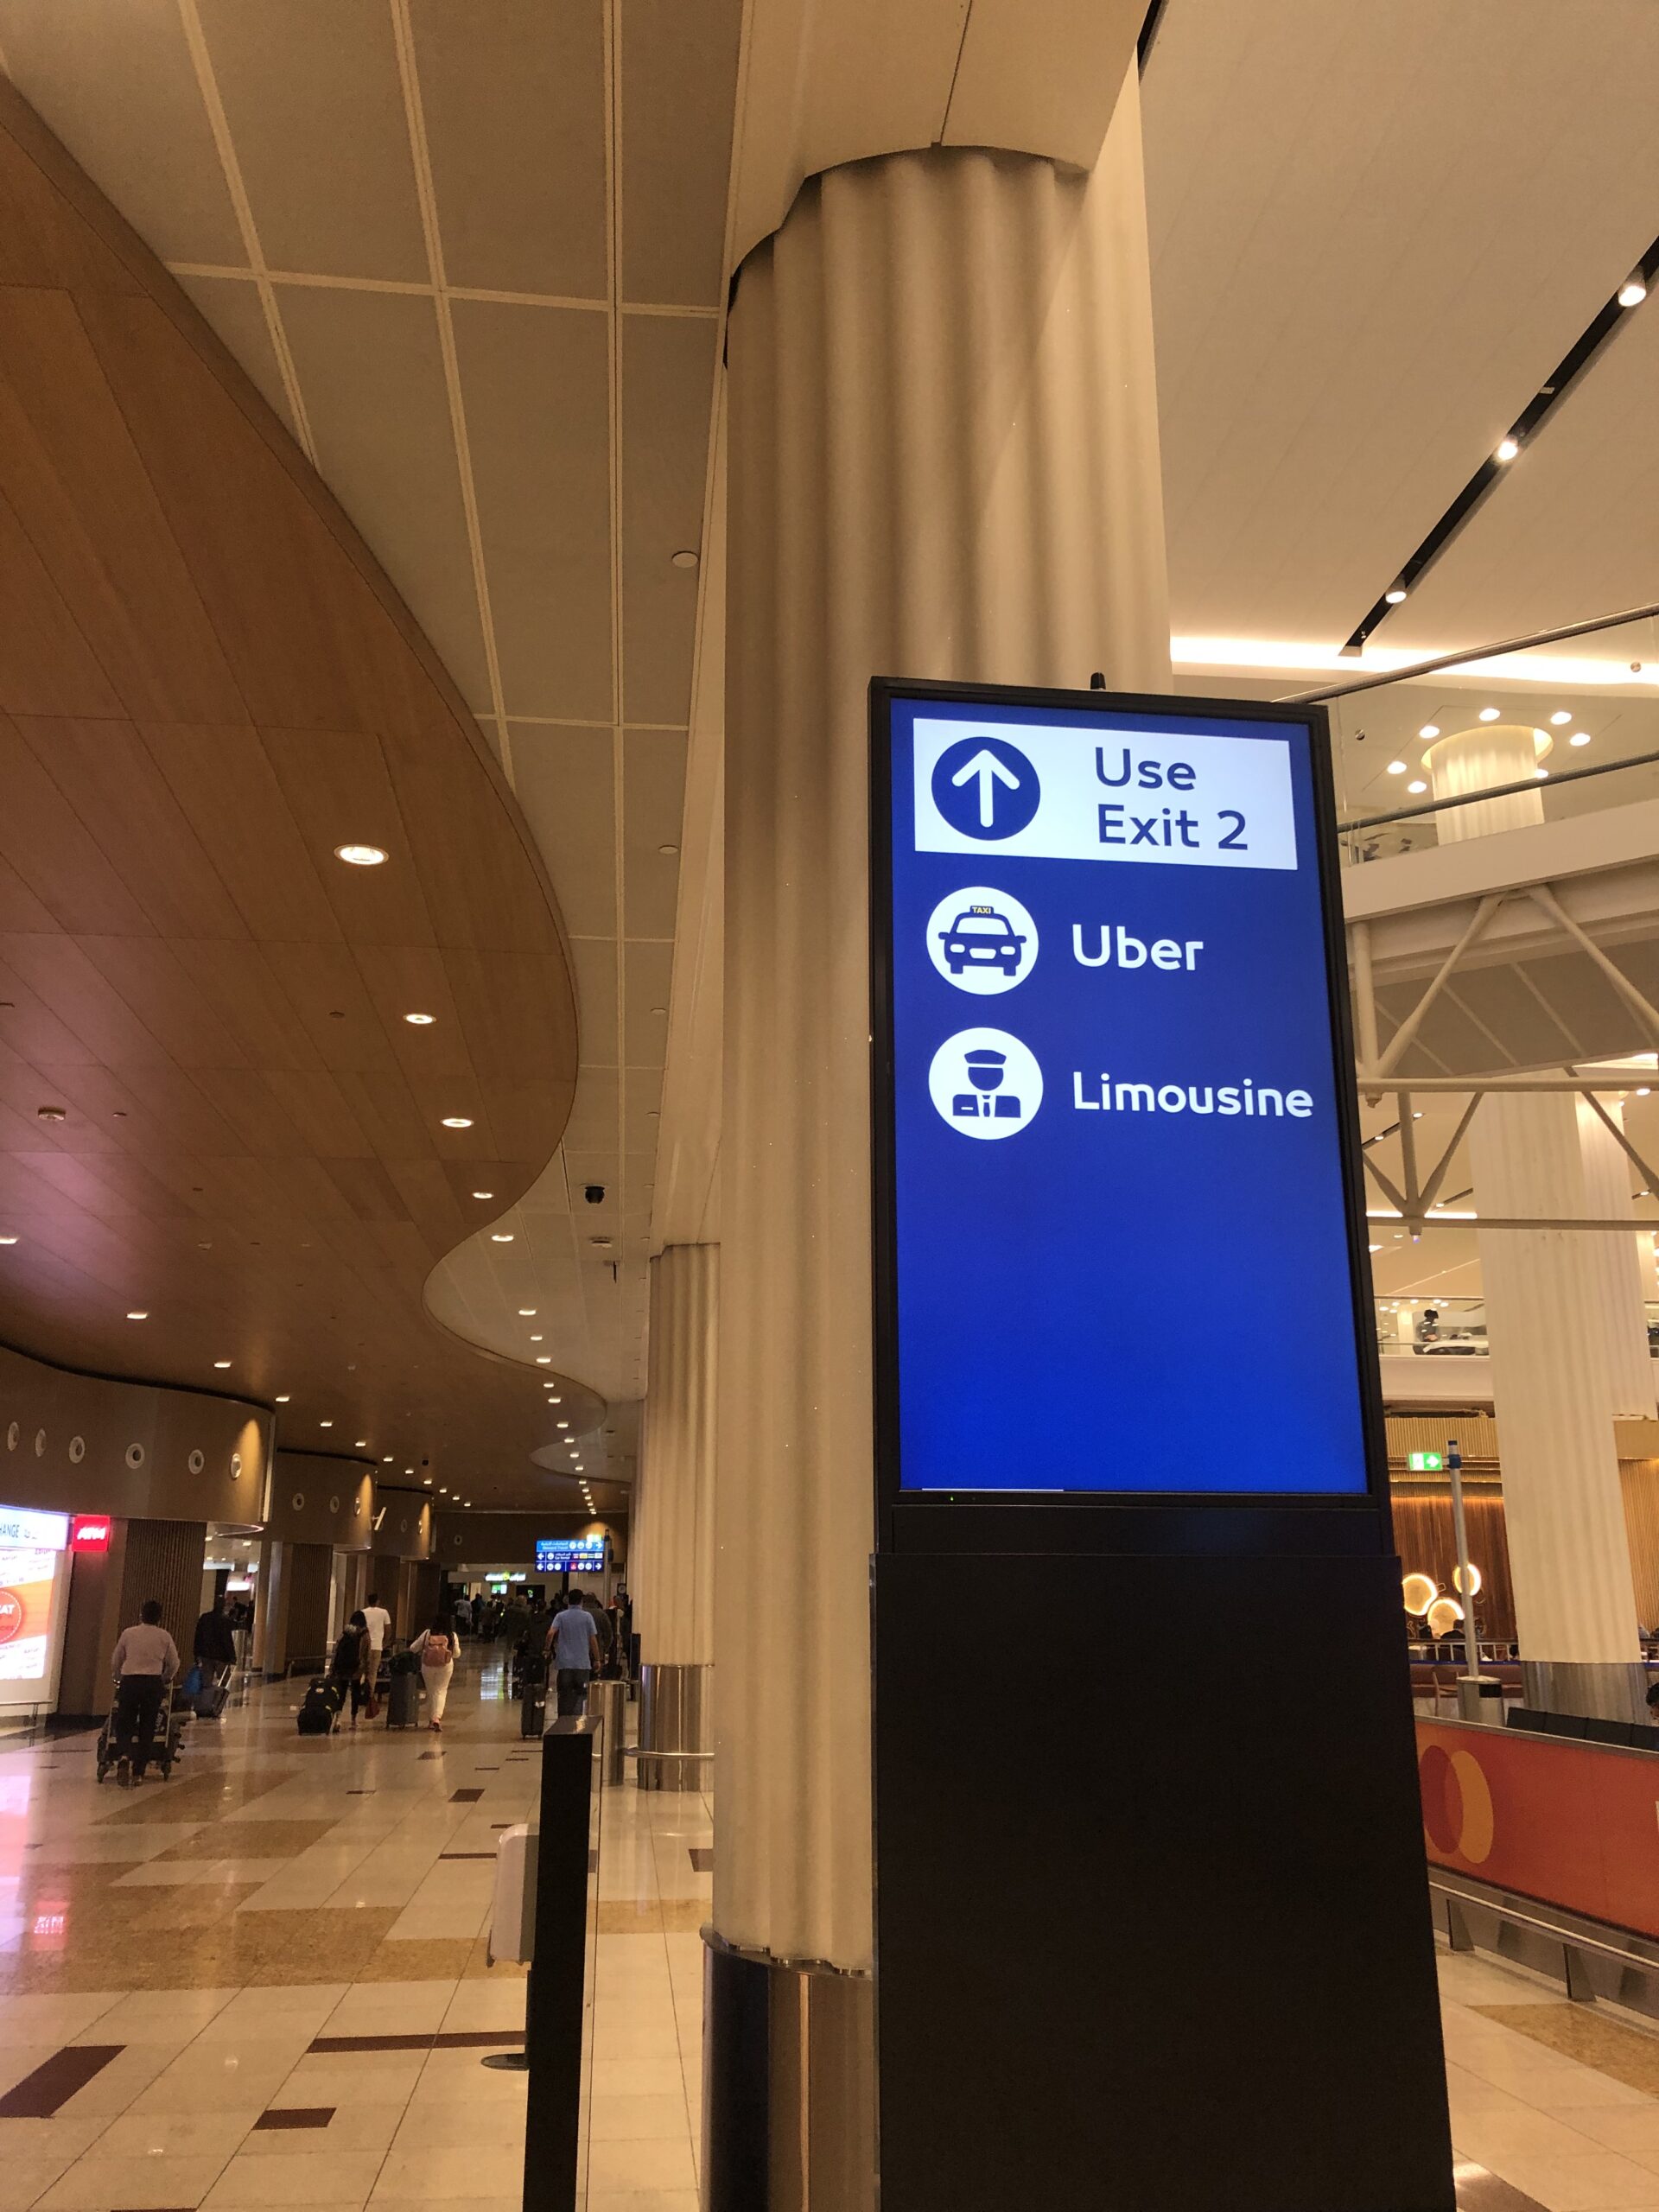 Use
Exit 2
TAXI
Uber
Limousine